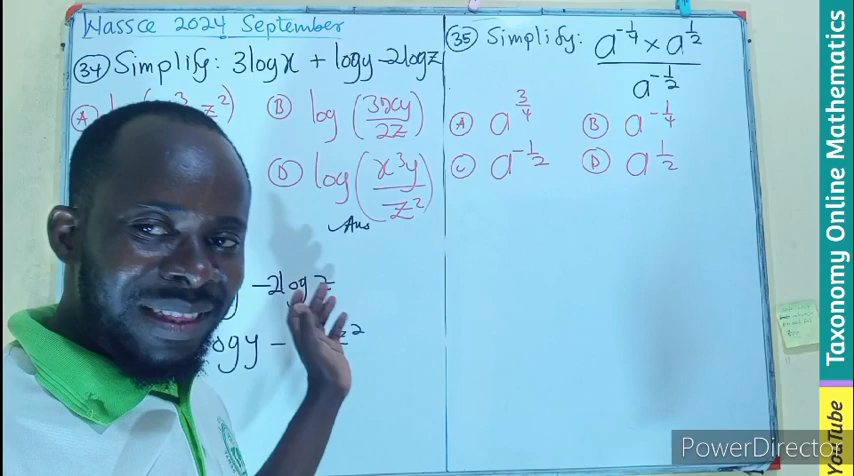 Wassce 2024 September
34 Simplify: 3logx + logy - 2logz
B log (3xy/2z)
D log (x³y/z²)
Ans
-2logz
ogy - z²
35 Simplify: a^-1/4 × a^1/2 / a^-1/2
A a^3/4
B a^-1/4
C a^-1/2
D a^1/2
Taxonomy Online Mathematics
YouTube
PowerDirector